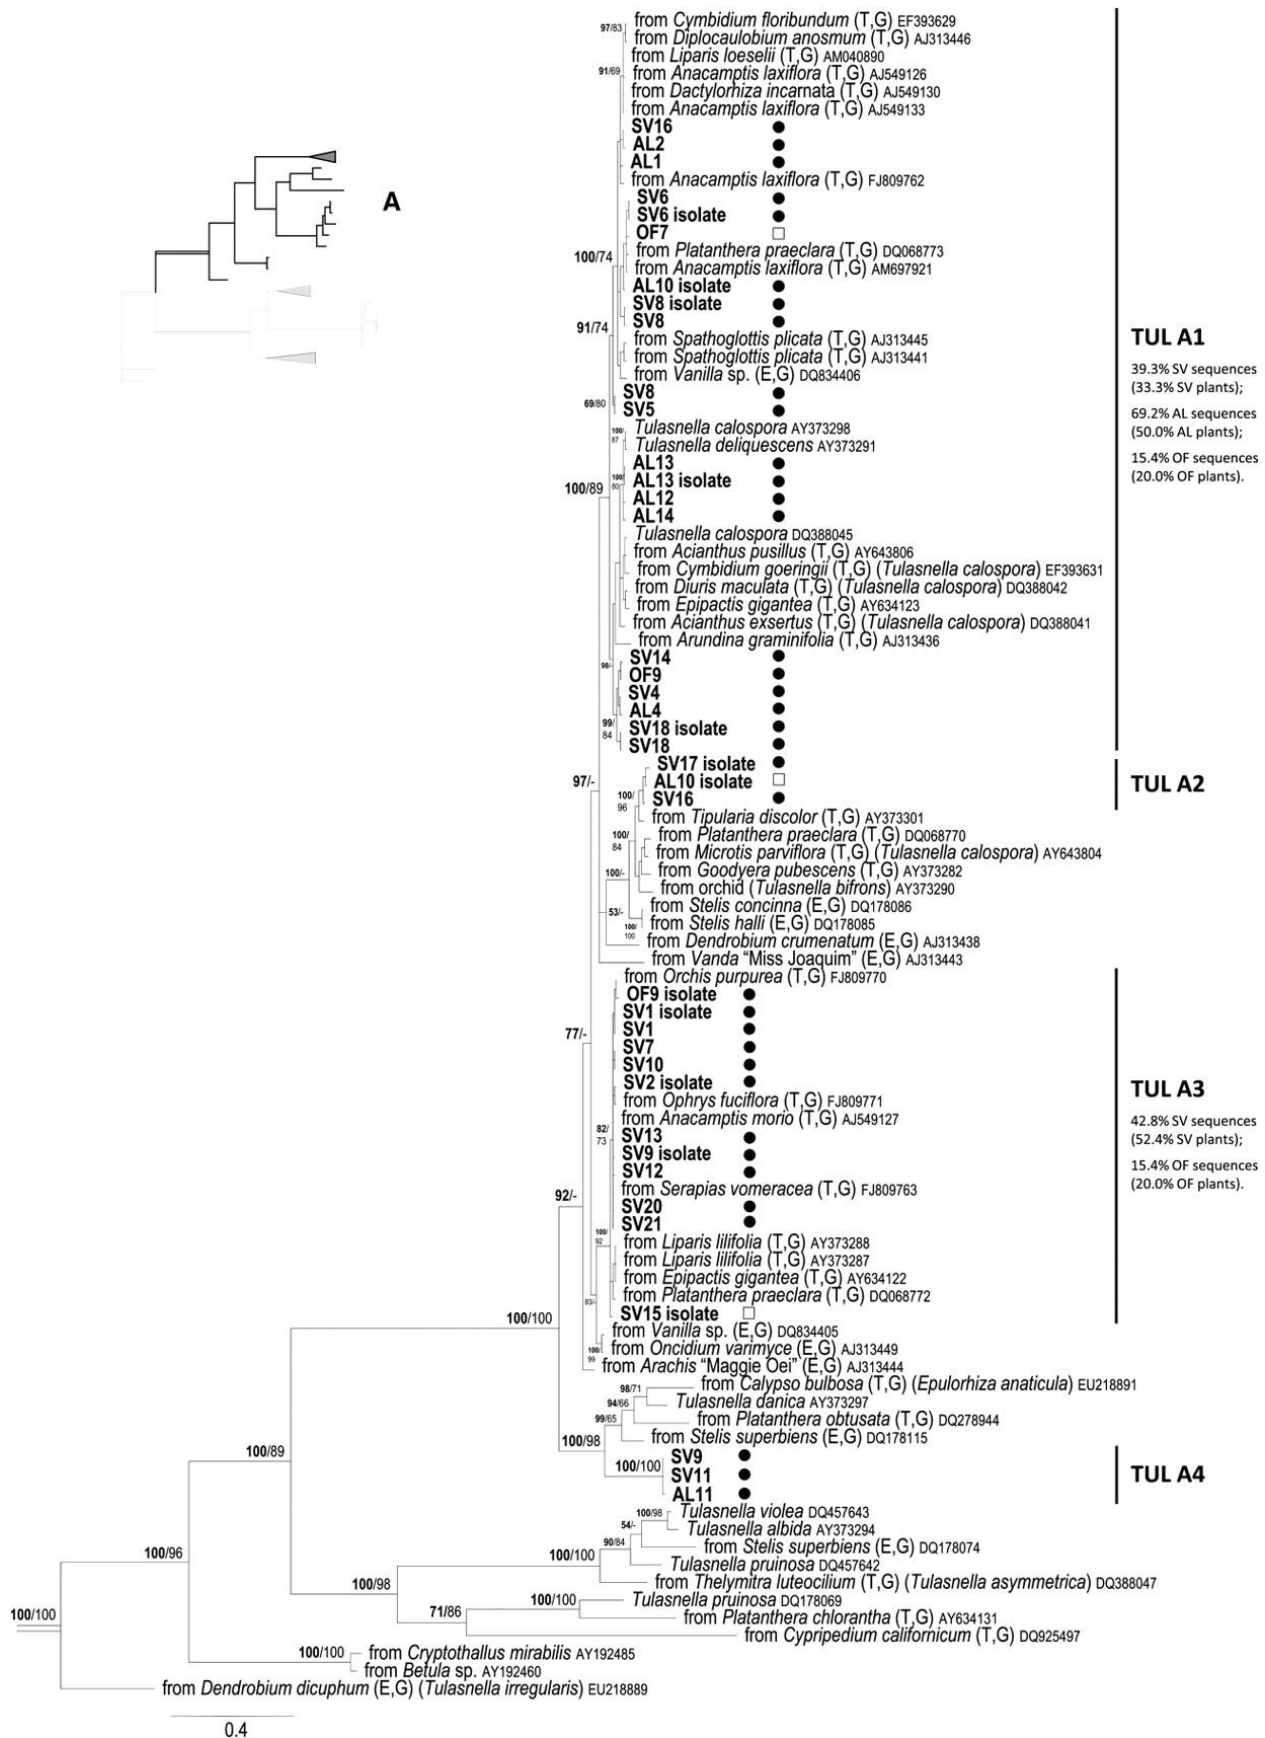 97/83
from Cymbidium floribundum (T,G) EF393629
from Diplocaulobium anosmum (T,G) AJ313446
from Liparis loeselii (T,G) AM040890
91/69
from Anacamptis laxiflora (T,G) AJ549126
from Dactylorhiza incarnata (T,G) AJ549130
from Anacamptis laxiflora (T,G) AJ549133
SV16
AL2
AL1
from Anacamptis laxiflora (T,G) FJ809762
A
SV6
SV6 isolate
OF7
100/74
from Platanthera praeclara (T,G) DQ068773
from Anacamptis laxiflora (T,G) AM697921
AL10 isolate
SV8 isolate
SV8
91/74
from Spathoglottis plicata (T,G) AJ313445
from Spathoglottis plicata (T,G) AJ313441
from Vanilla sp. (E,G) DQ834406
TUL A1
39.3% SV sequences
(33.3% SV plants);
69.2% AL sequences
(50.0% AL plants);
15.4% OF sequences
(20.0% OF plants).
SV8
SV5
69/80
100/
87
Tulasnella calospora AY373298
Tulasnella deliquescens AY373291
AL13
AL13 isolate
AL12
AL14
100/
80
100/89
Tulasnella calospora DQ388045
from Acianthus pusillus (T,G) AY643806
from Cymbidium goeringii (T,G) (Tulasnella calospora) EF393631
from Diuris maculata (T,G) (Tulasnella calospora) DQ388042
from Epipactis gigantea (T,G) AY634123
from Acianthus exsertus (T,G) (Tulasnella calospora) DQ388041
from Arundina graminifolia (T,G) AJ313436
98/-
SV14
OF9
SV4
AL4
SV18 isolate
SV18
99/
84
97/-
SV17 isolate
AL10 isolate
SV16
TUL A2
100/
96
from Tipularia discolor (T,G) AY373301
from Platanthera praeclara (T,G) DQ068770
100/
84
from Microtis parviflora (T,G) (Tulasnella calospora) AY643804
from Goodyera pubescens (T,G) AY373282
100/-
from orchid (Tulasnella bifrons) AY373290
from Stelis concinna (E,G) DQ178086
53/-
from Stelis halli (E,G) DQ178085
100/
100
from Dendrobium crumenatum (E,G) AJ313438
from Vanda “Miss Joaquim” (E,G) AJ313443
from Orchis purpurea (T,G) FJ809770
OF9 isolate
SV1 isolate
77/-
SV1
SV7
SV10
SV2 isolate
TUL A3
42.8% SV sequences
(52.4% SV plants);
15.4% OF sequences
(20.0% OF plants).
from Ophrys fuciflora (T,G) FJ809771
from Anacamptis morio (T,G) AJ549127
82/
73
SV13
SV9 isolate
SV12
from Serapias vomeracea (T,G) FJ809763
92/-
SV20
SV21
100/
92
from Liparis lilifolia (T,G) AY373288
from Liparis lilifolia (T,G) AY373287
from Epipactis gigantea (T,G) AY634122
from Platanthera praeclara (T,G) DQ068772
83/-
SV15 isolate
100/100
from Vanilla sp. (E,G) DQ834405
from Oncidium varimyce (E,G) AJ313449
100/
99
from Arachis “Maggie Oei” (E,G) AJ313444
98/71
from Calypso bulbosa (T,G) (Epulorhiza anaticula) EU218891
94/66
Tulasnella danica AY373297
99/65
from Platanthera obtusata (T,G) DQ278944
from Stelis superbiens (E,G) DQ178115
100/98
100/89
SV9
100/100
SV11
AL11
TUL A4
100/98
Tulasnella violea DQ457643
54/-
Tulasnella albida AY373294
90/84
from Stelis superbiens (E,G) DQ178074
100/96
100/100
Tulasnella pruinosa DQ457642
100/98
from Thelymitra luteocilium (T,G) (Tulasnella asymmetrica) DQ388047
100/100
Tulasnella pruinosa DQ178069
71/86
from Platanthera chlorantha (T,G) AY634131
100/100
from Cypripedium californicum (T,G) DQ925497
100/100
from Cryptothallus mirabilis AY192485
from Betula sp. AY192460
from Dendrobium dicuphum (E,G) (Tulasnella irregularis) EU218889
0.4